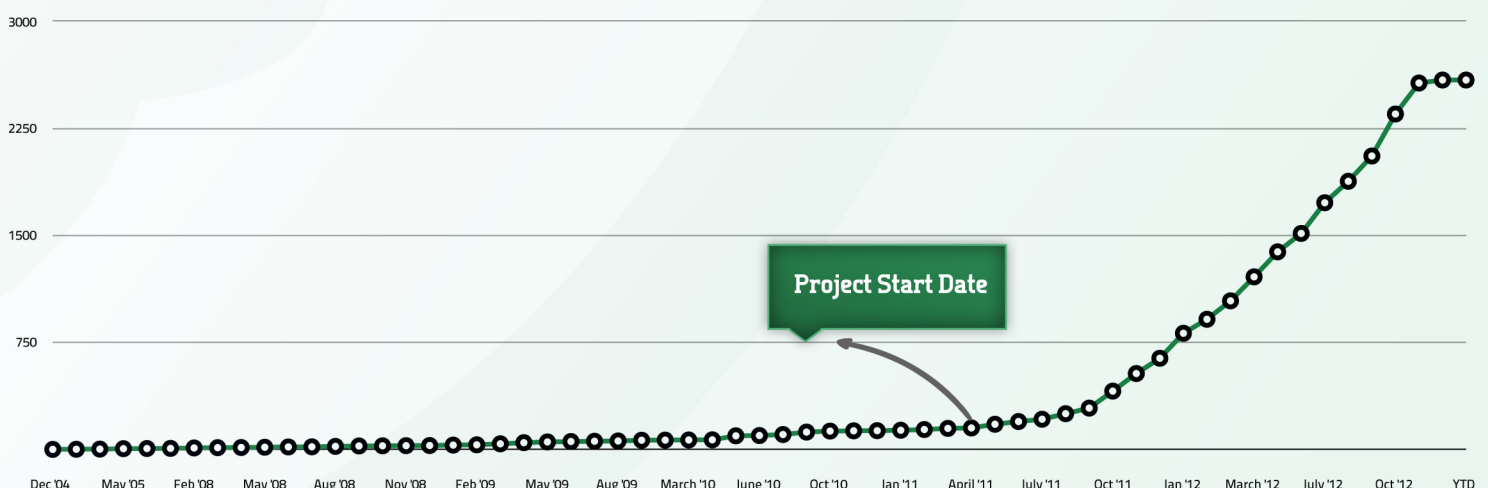 3000
2250
1500
Project Start Date
750
Dec '04 May '05 Feb '08 May '08 Aug '08 Nov '08 Feb '09 May '09 Aug '09 March '10 June '10 Oct '10 Jan '11 April '11 July '11 Oct '11 Jan '12 March '12 July '12 Oct '12 YTD